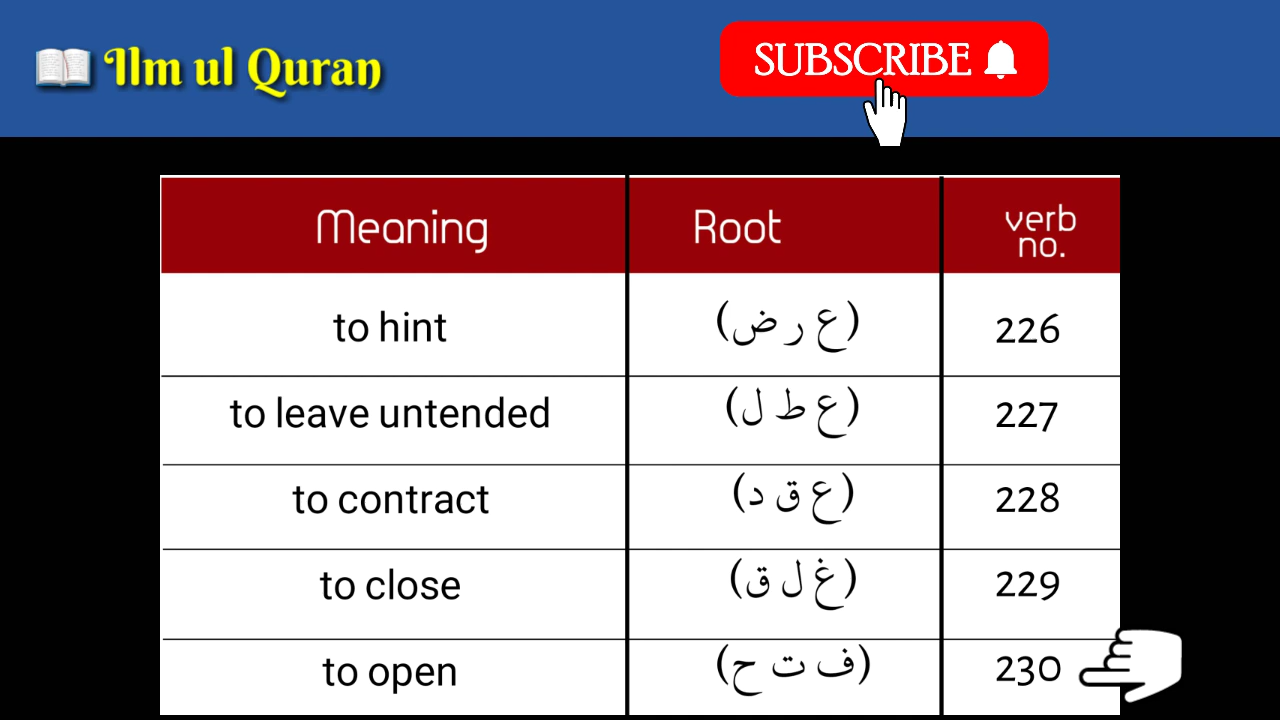 Ilm ul Quran
SUBSCRIBE
Meaning Root verb no.
to hint (ع ر ض) 226
to leave untended (ع ط ل) 227
to contract (ع ق د) 228
to close (غ ل ق) 229
to open (ف ت ح) 230